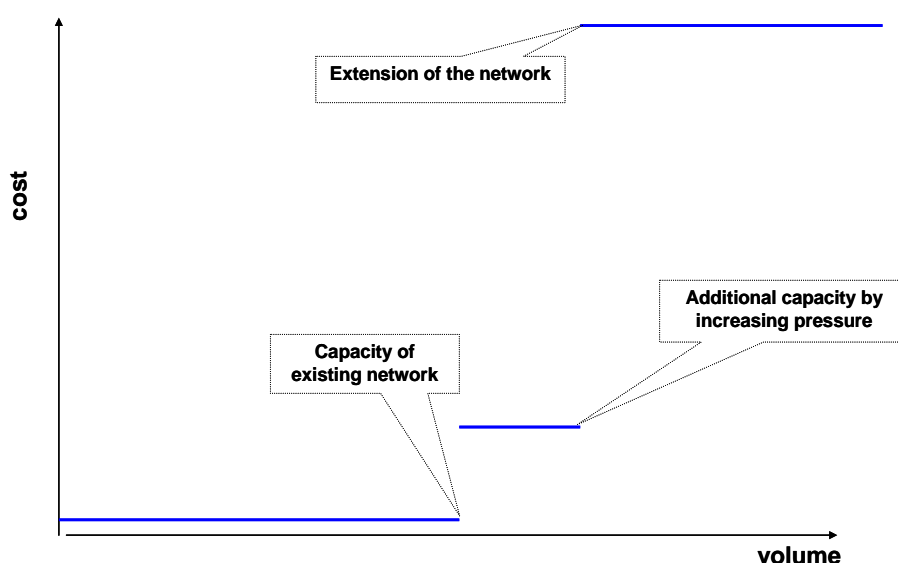 Extension of the network
cost
Additional capacity by
increasing pressure
Capacity of
existing network
volume